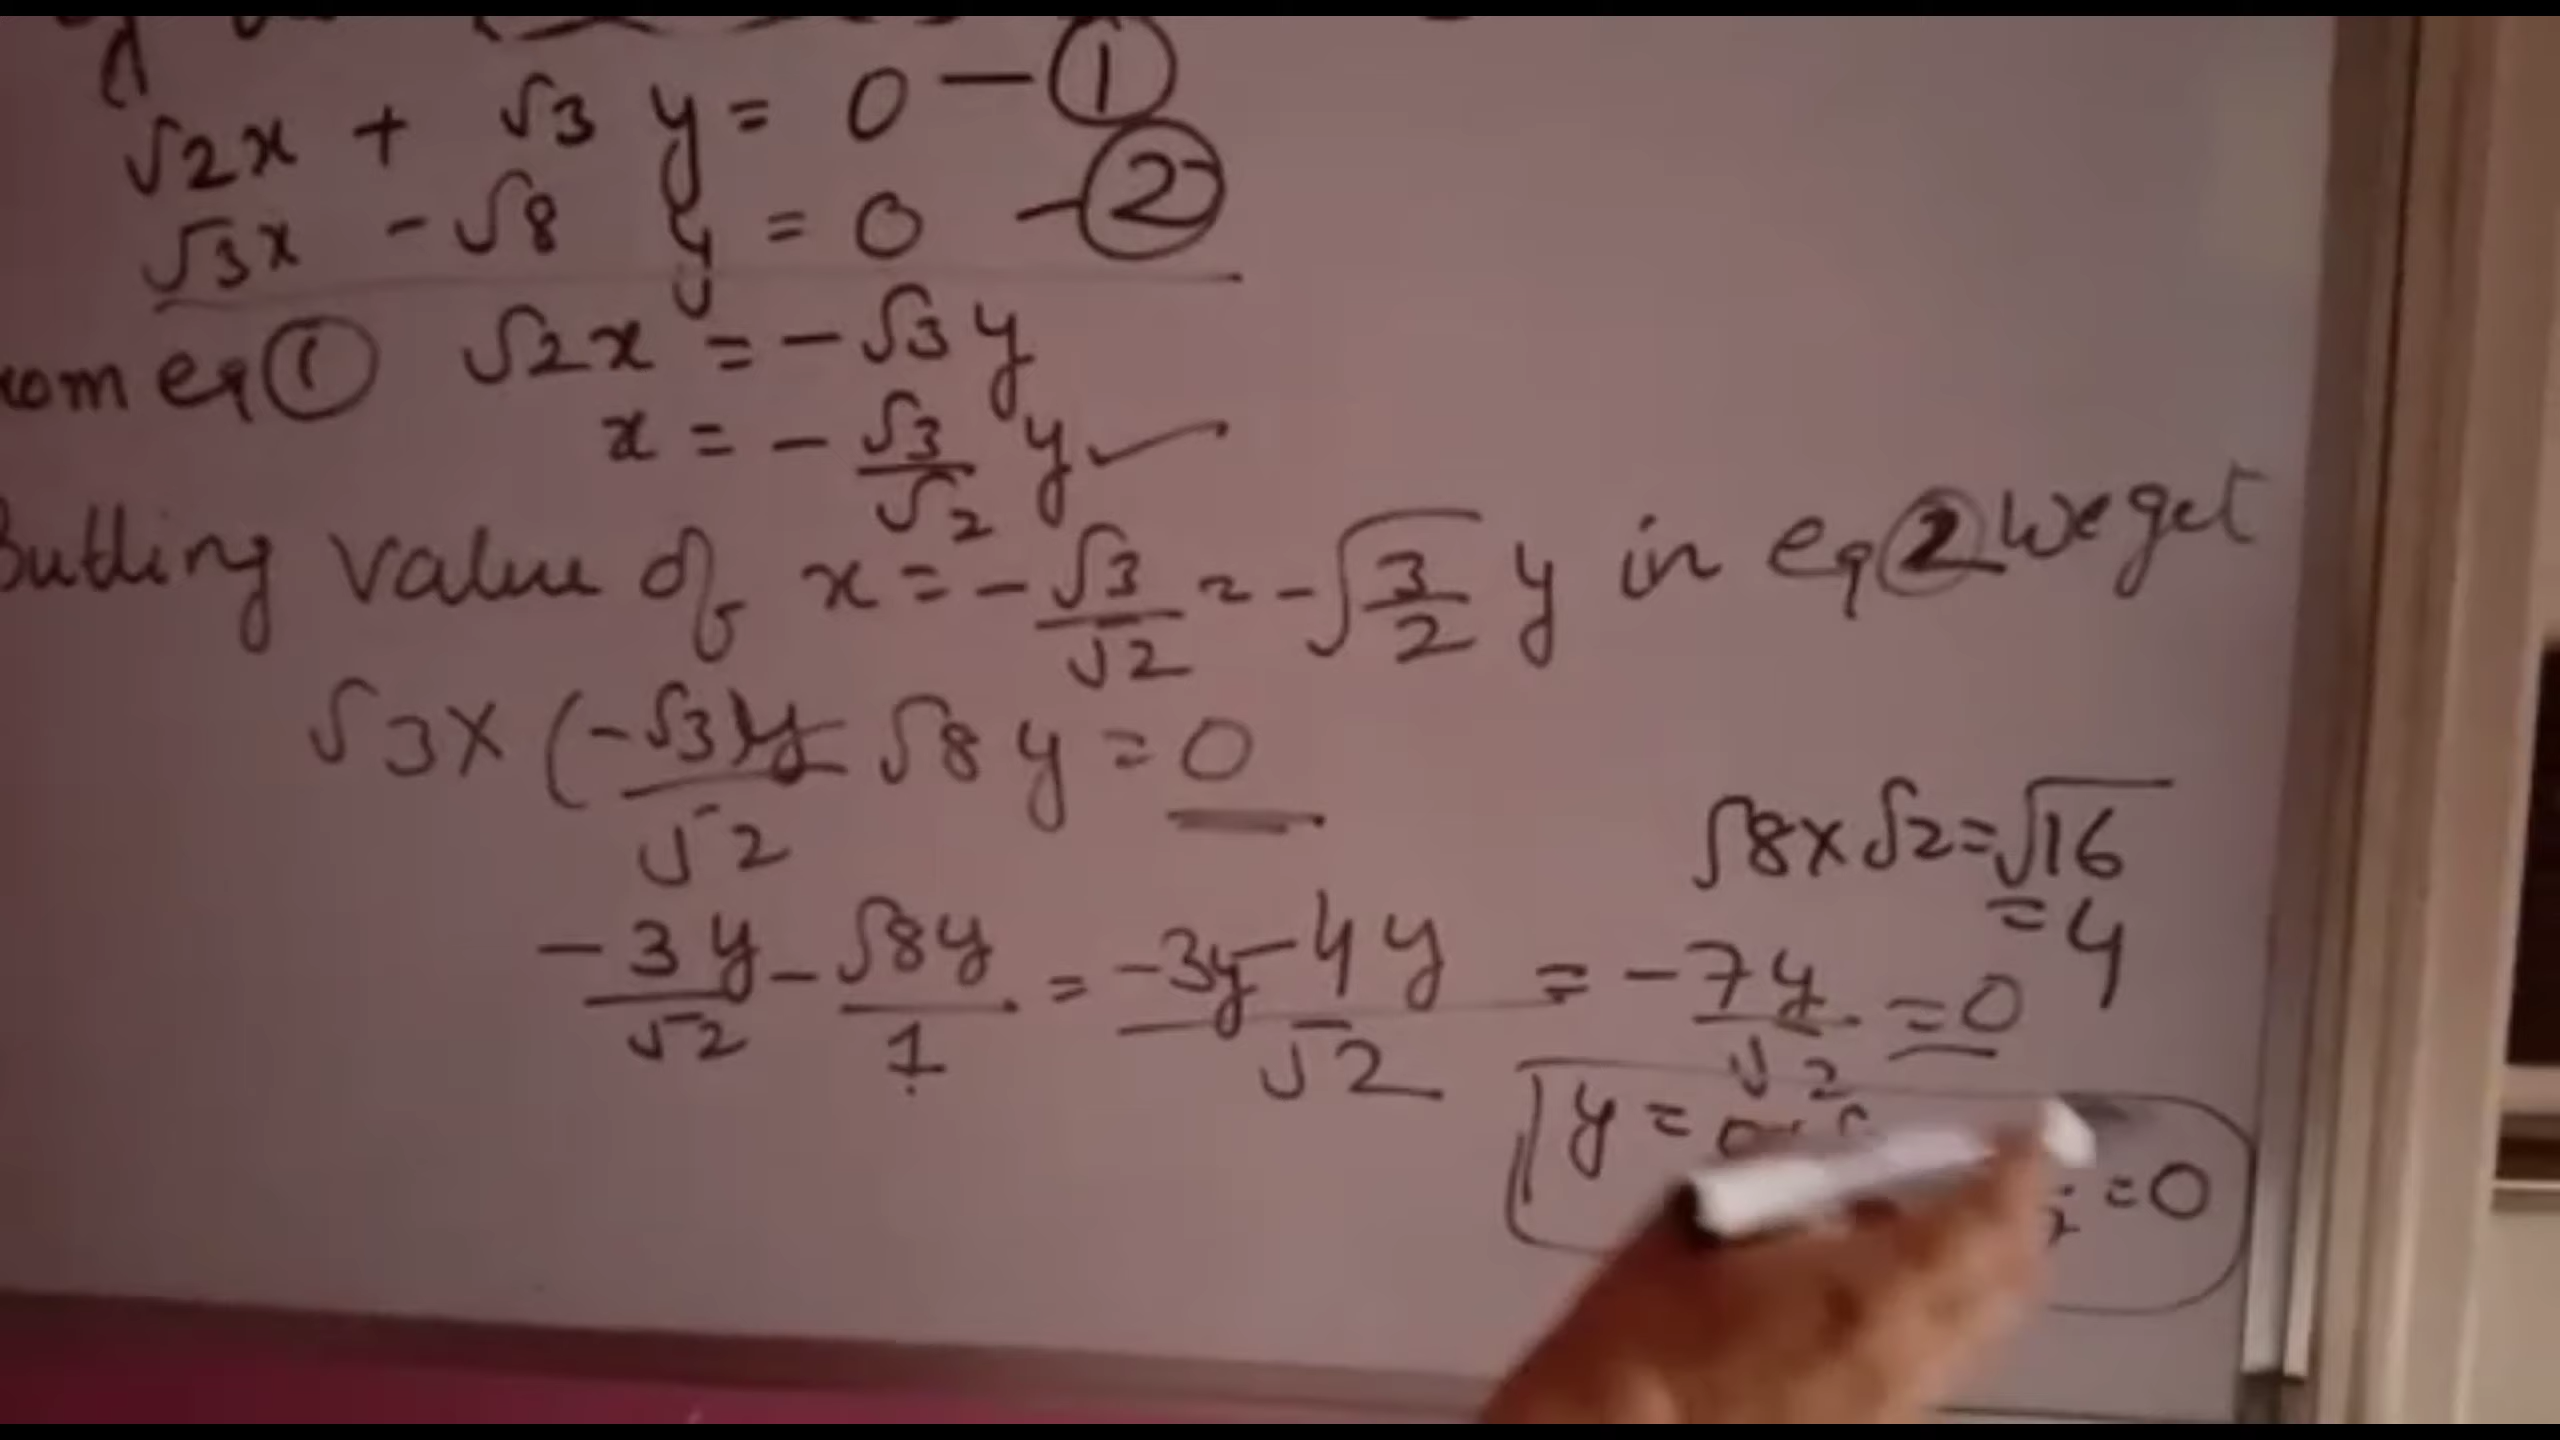 √2x + √3 y = 0 — ①
√3x - √8 y = 0 - ②
om eq ① √2x = - √3 y
x = - √3/√2 y ✓
Putting value of x = - √3/√2 = - √(3/2) y in eq ② We get
√3 × (-√3)y/√2 - √8 y = 0
√8 × √2 = √16
= 4
-3y/√2 - √8y/1 = -3y - 4y/√2 = -7y/√2 = 0
y =
= 0